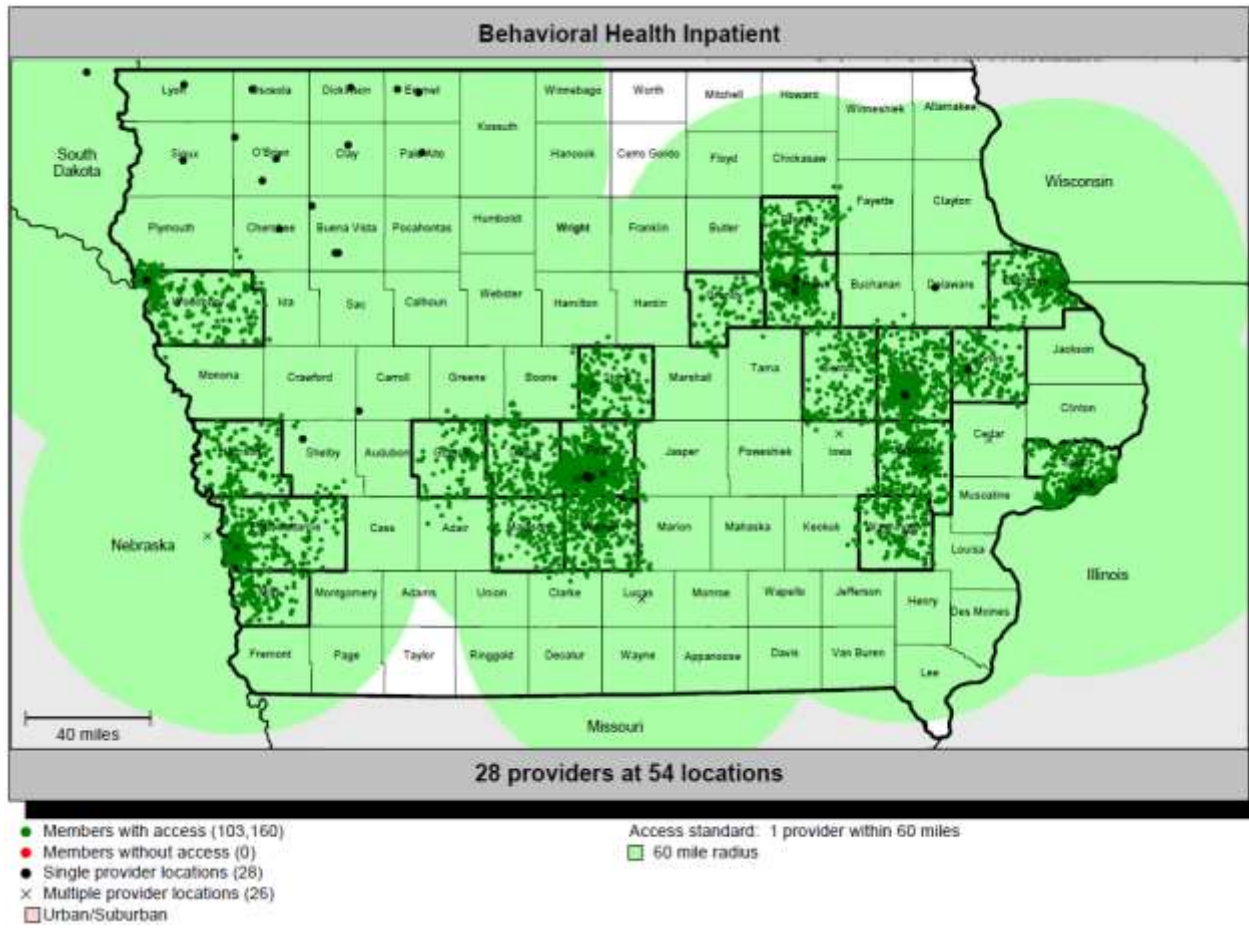 Behavioral Health Inpatient
Lyon Osceola Dickinson Emmet Winnebago Worth Mitchell Howard Winneshiek Allamakee
Kossuth
South Dakota Sioux O'Brien Clay Palo Alto Hancock Cerro Gordo Floyd Chickasaw
Wisconsin
Plymouth Cherokee Buena Vista Pocahontas Humboldt Wright Franklin Butler Fayette Clayton
Woodbury Ida Sac Calhoun Webster Hamilton Hardin Buchanan Delaware
Monona Crawford Carroll Greene Boone Marshall Tama Jackson
Clinton
Shelby Audubon Jasper Poweshiek Iowa Cedar
Muscatine
Nebraska Cass Adair Marion Mahaska Keokuk Louisa
Illinois
Montgomery Adams Union Clarke Lucas Monroe Wapello Jefferson Henry Des Moines
Fremont Page Taylor Ringgold Decatur Wayne Appanoose Davis Van Buren Lee
40 miles
Missouri
28 providers at 54 locations
Members with access (103,160)
Members without access (0)
Single provider locations (28)
Multiple provider locations (26)
Urban/Suburban
Access standard: 1 provider within 60 miles
60 mile radius